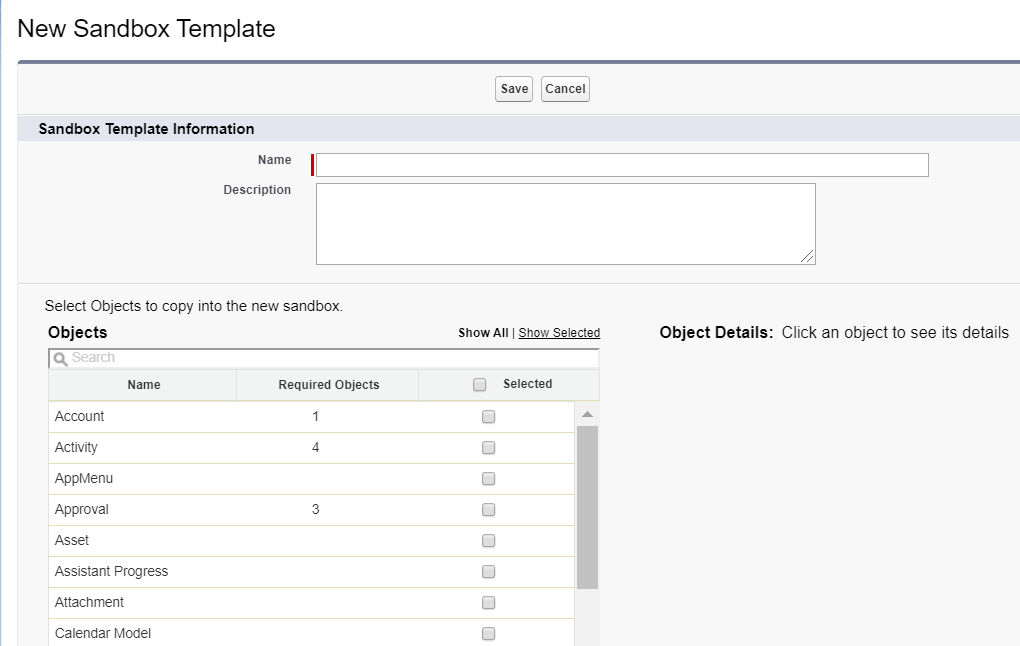 New Sandbox Template
Save Cancel
Sandbox Template Information
Name
Description
Select Objects to copy into the new sandbox.
Objects Show All | Show Selected Object Details: Click an object to see its details
Search
Name Required Objects Selected
Account 1
Activity 4
AppMenu
Approval 3
Asset
Assistant Progress
Attachment
Calendar Model